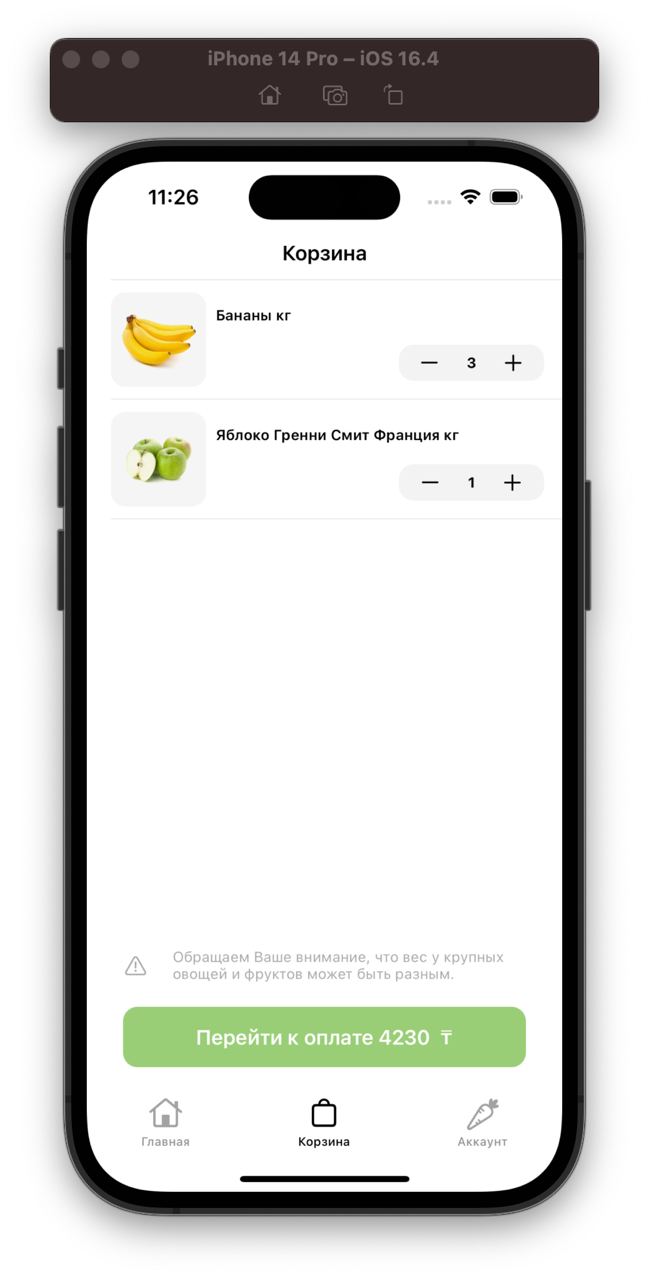 iPhone 14 Pro – iOS 16.4
11:26
Корзина
Бананы кг
3
Яблоко Гренни Смит Франция кг
1
Обращаем Ваше внимание, что вес у крупных
овощей и фруктов может быть разным.
Перейти к оплате 4230 ₸
Главная
Корзина
Аккаунт